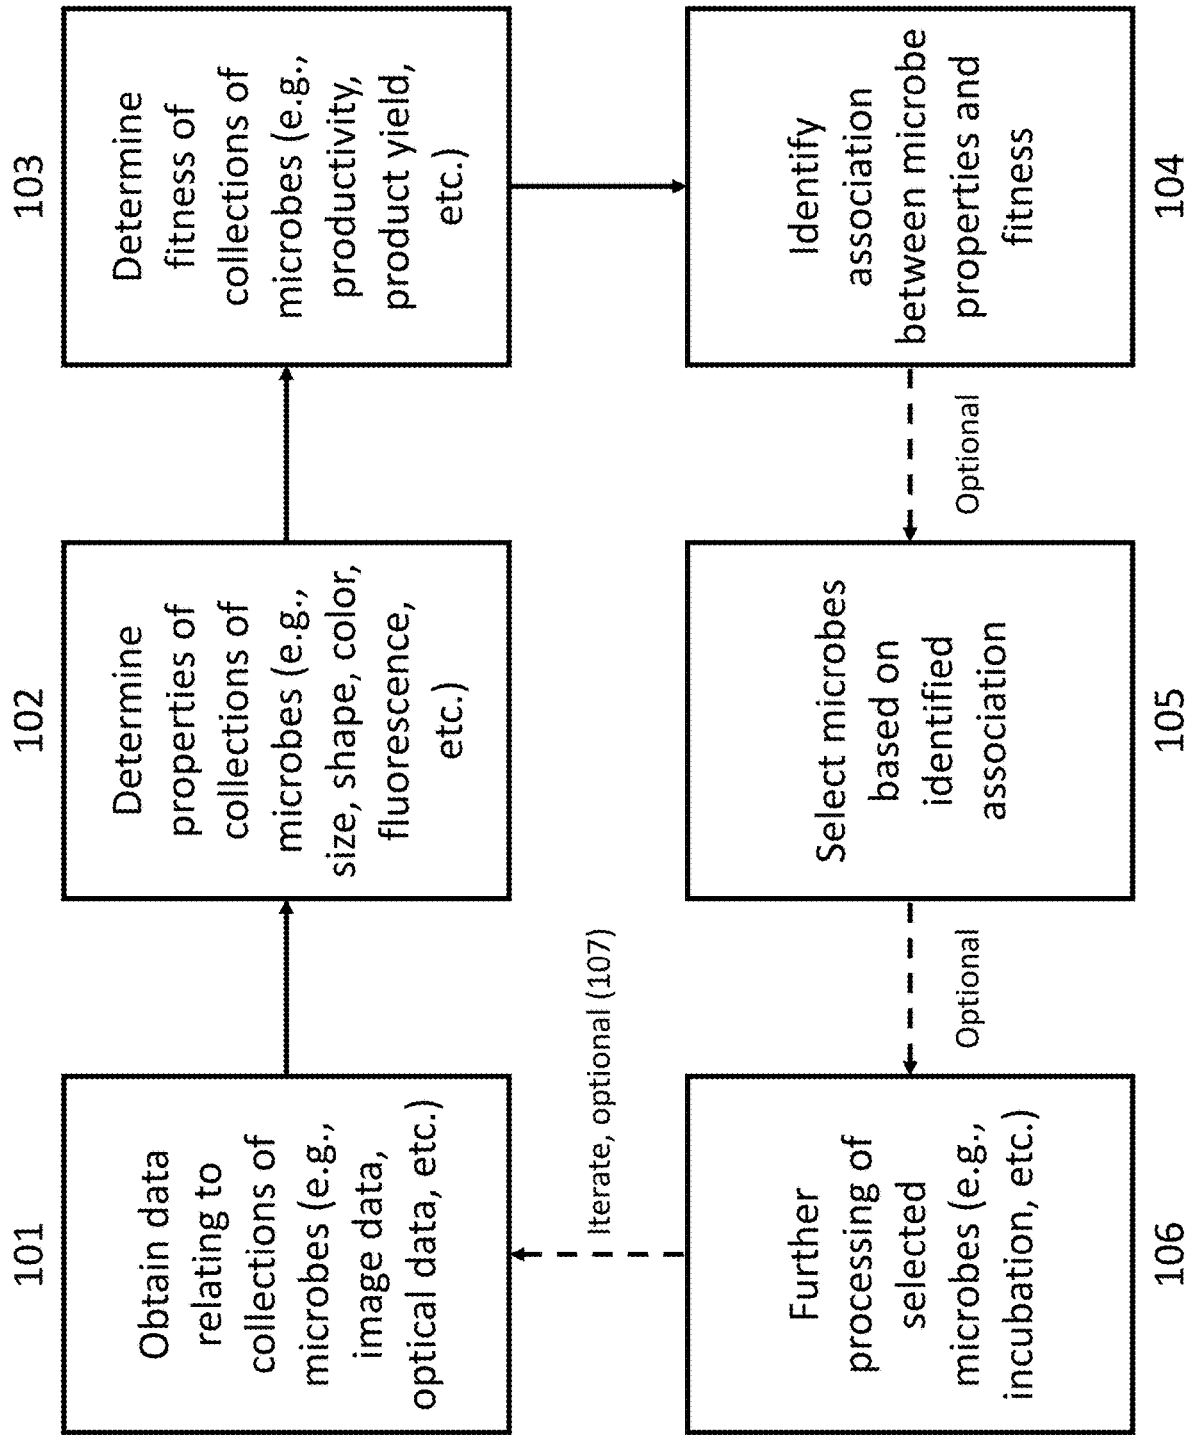 101
Obtain data
relating to
collections of
microbes (e.g.,
image data,
optical data, etc.)
102
Determine
properties of
collections of
microbes (e.g.,
size, shape, color,
fluorescence,
etc.)
103
Determine
fitness of
collections of
microbes (e.g.,
productivity,
product yield,
etc.)
Iterate, optional (107)
Further
processing of
selected
microbes (e.g.,
incubation, etc.)
106
Optional
Select microbes
based on
identified
association
105
Optional
Identify
association
between microbe
properties and
fitness
104